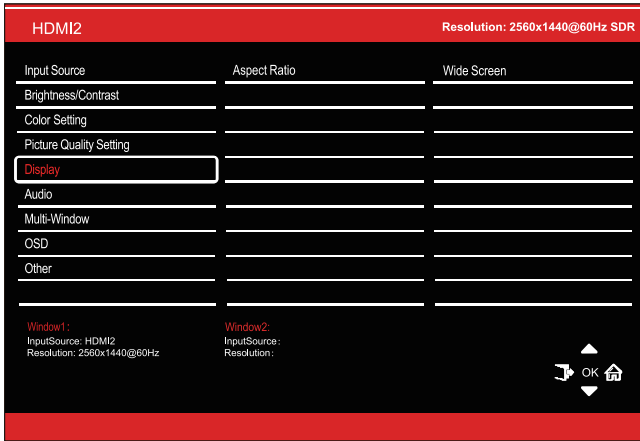 HDMI2
Resolution: 2560x1440@60Hz SDR
Input Source
Aspect Ratio
Wide Screen
Brightness/Contrast
Color Setting
Picture Quality Setting
Display
Audio
Multi-Window
OSD
Other
Window1:
InputSource: HDMI2
Resolution: 2560x1440@60Hz
Window2:
InputSource:
Resolution:
OK